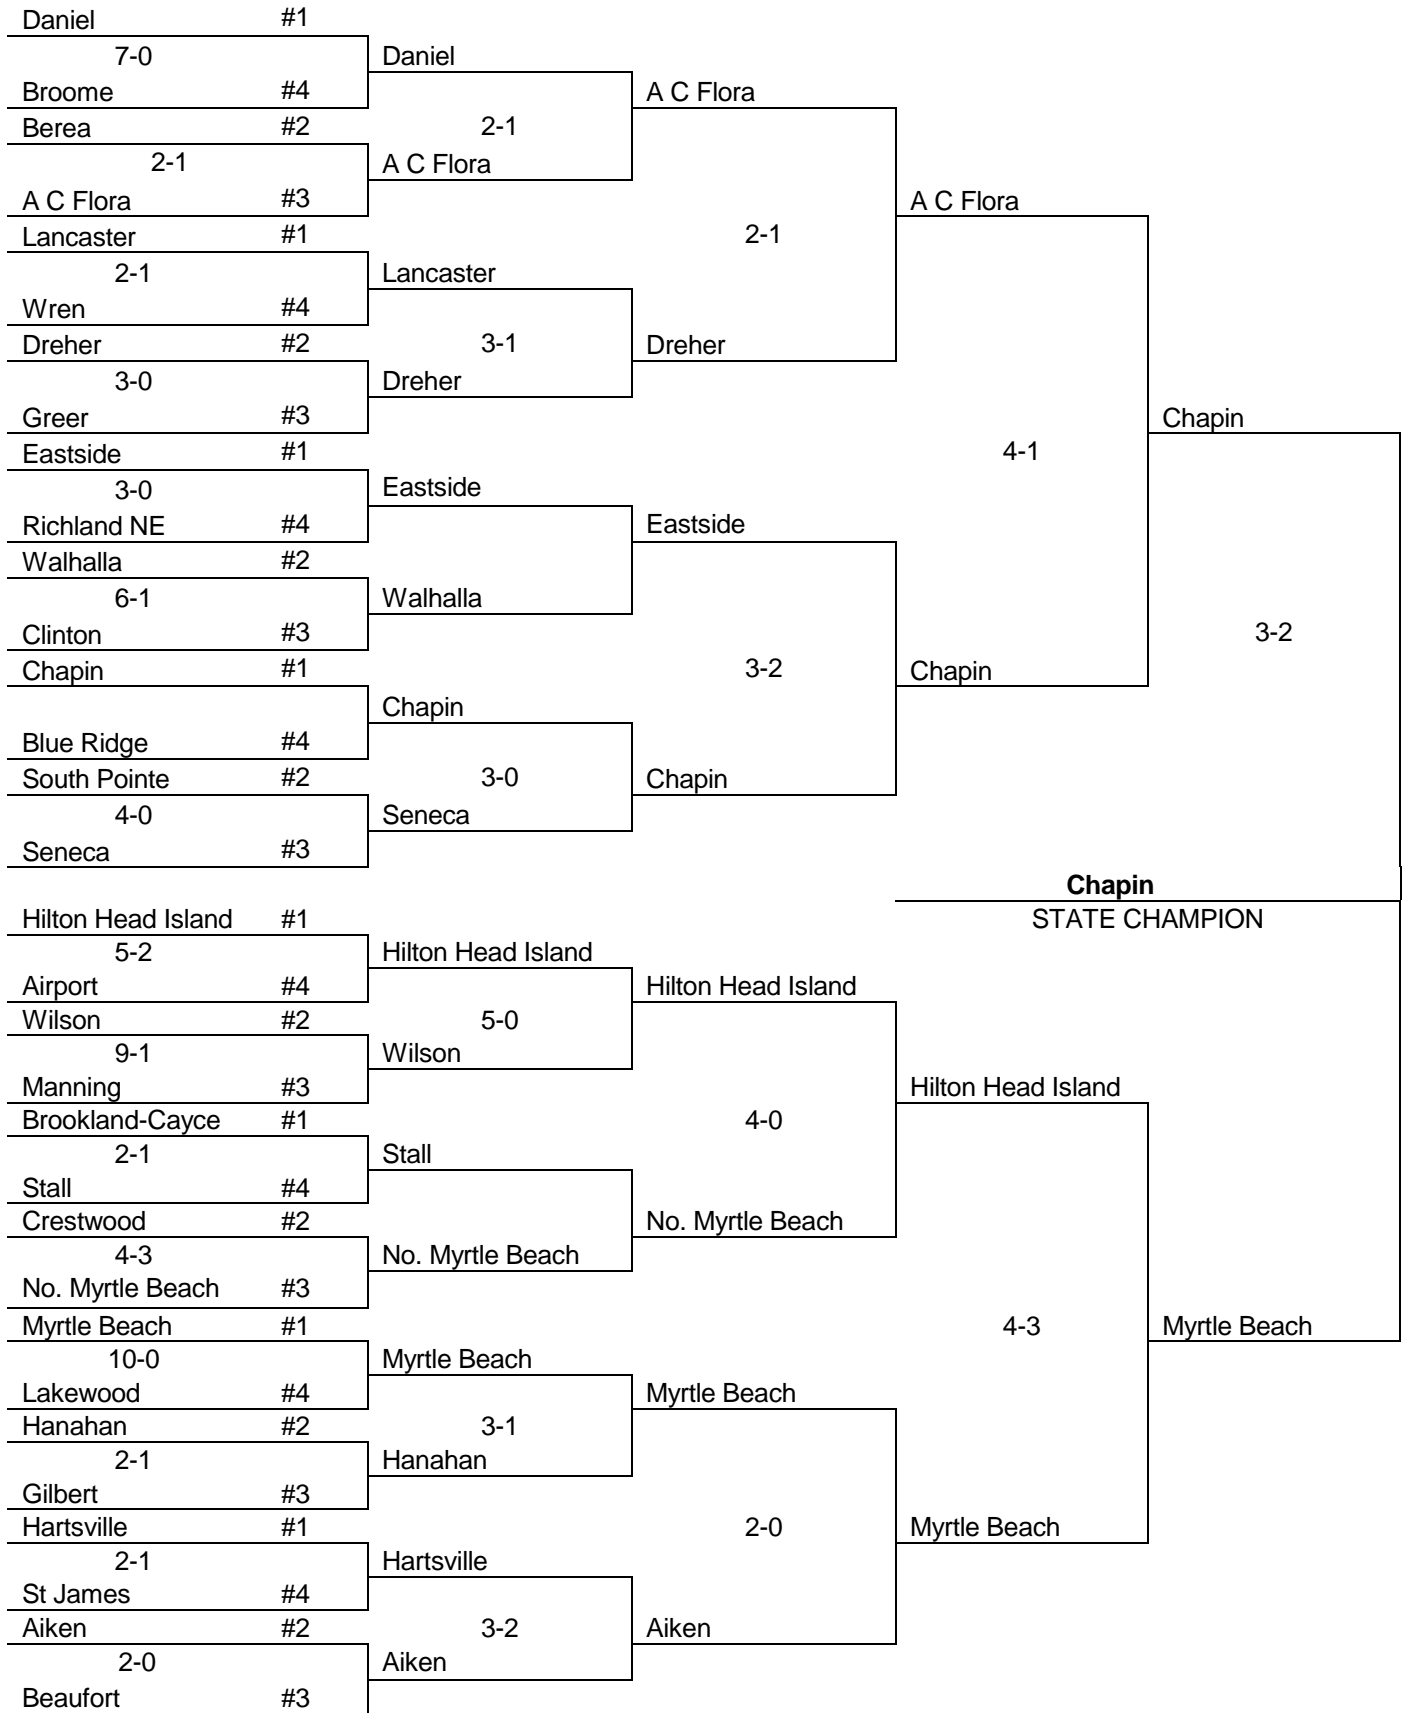 Daniel #1
7-0 Daniel
Broome #4 A C Flora
Berea #2 2-1
2-1 A C Flora
A C Flora #3 A C Flora
Lancaster #1 2-1
2-1 Lancaster
Wren #4
Dreher #2 3-1 Dreher
3-0 Dreher
Greer #3 Chapin
Eastside #1 4-1
3-0 Eastside
Richland NE #4 Eastside
Walhalla #2
6-1 Walhalla
Clinton #3 3-2
Chapin #1 3-2 Chapin
Chapin
Blue Ridge #4
South Pointe #2 3-0 Chapin
4-0 Seneca
Seneca #3
Chapin
Hilton Head Island #1 STATE CHAMPION
5-2 Hilton Head Island
Airport #4 Hilton Head Island
Wilson #2 5-0
9-1 Wilson
Manning #3 Hilton Head Island
Brookland-Cayce #1 4-0
2-1 Stall
Stall #4
Crestwood #2 No. Myrtle Beach
4-3 No. Myrtle Beach
No. Myrtle Beach #3
Myrtle Beach #1 4-3 Myrtle Beach
10-0 Myrtle Beach
Lakewood #4 Myrtle Beach
Hanahan #2 3-1
2-1 Hanahan
Gilbert #3
Hartsville #1 2-0 Myrtle Beach
2-1 Hartsville
St James #4
Aiken #2 3-2 Aiken
2-0 Aiken
Beaufort #3